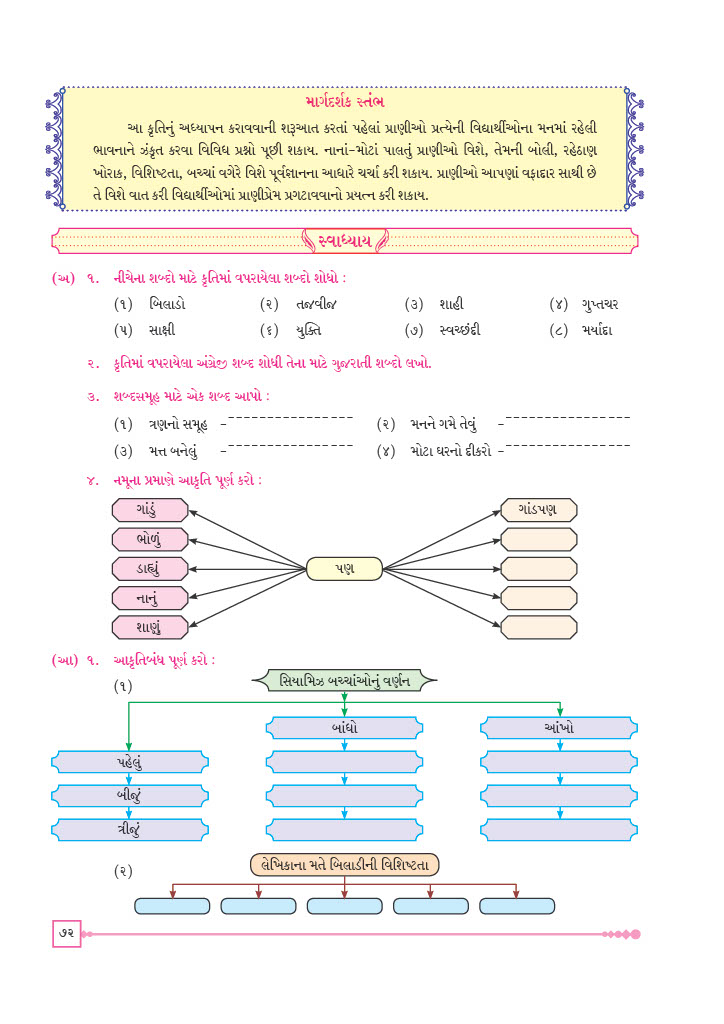 માર્ગદર્શક સ્તંભ
આ કૃતિનું અધ્યાપન કરાવવાની શરૂઆત કરતાં પહેલાં પ્રાણીઓ પ્રત્યેની વિદ્યાર્થીઓના મનમાં રહેલી
ભાવનાને ઝંકૃત કરવા વિવિધ પ્રશ્નો પૂછી શકાય. નાનાં-મોટાં પાલતું પ્રાણીઓ વિશે, તેમની બોલી, રહેઠાણ
ખોરાક, વિશિષ્ટતા, બચ્ચાં વગેરે વિશે પૂર્વજ્ઞાનના આધારે ચર્ચા કરી શકાય. પ્રાણીઓ આપણાં વફાદાર સાથી છે
તે વિશે વાત કરી વિદ્યાર્થીઓમાં પ્રાણીપ્રેમ પ્રગટાવવાનો પ્રયત્ન કરી શકાય.
સ્વાધ્યાય
(અ) ૧. નીચેના શબ્દો માટે કૃતિમાં વપરાયેલા શબ્દો શોધો :
(૧) બિલાડો (૨) તજવીજ (૩) શાહી (૪) ગુપ્તચર
(૫) સાક્ષી (૬) યુક્તિ (૭) સ્વચ્છંદી (૮) મર્યાદા
૨. કૃતિમાં વપરાયેલા અંગ્રેજી શબ્દ શોધી તેના માટે ગુજરાતી શબ્દો લખો.
૩. શબ્દસમૂહ માટે એક શબ્દ આપો :
(૧) ત્રણનો સમૂહ - (૨) મનને ગમે તેવું -
(૩) મત્ત બનેલું - (૪) મોટા ઘરનો દીકરો -
૪. નમૂના પ્રમાણે આકૃતિ પૂર્ણ કરો :
ગાંડું ગાંડપણ
ભોળું
ડાહ્યું પણ
નાનું
શાણું
(આ) ૧. આકૃતિબંધ પૂર્ણ કરો :
(૧) સિયામિઝ બચ્ચાંઓનું વર્ણન
બાંધો આંખો
પહેલું
બીજું
ત્રીજું
(૨) લેખિકાના મતે બિલાડીની વિશિષ્ટતા
૭૨